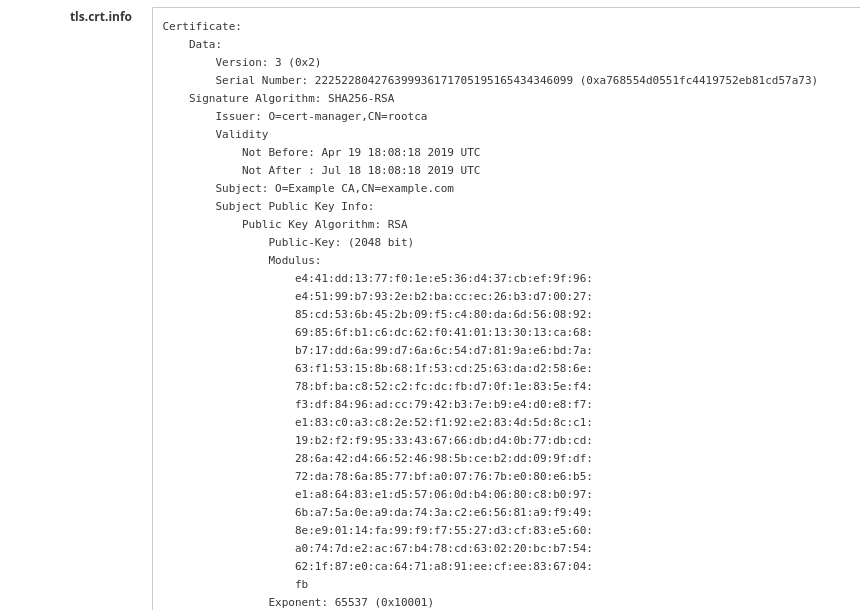 tls.crt.info
Certificate:
Data:
Version: 3 (0x2)
Serial Number: 222522804276399936171705195165434346099 (0xa768554d0551fc4419752eb81cd57a73)
Signature Algorithm: SHA256-RSA
Issuer: O=cert-manager,CN=rootca
Validity
Not Before: Apr 19 18:08:18 2019 UTC
Not After : Jul 18 18:08:18 2019 UTC
Subject: O=Example CA,CN=example.com
Subject Public Key Info:
Public Key Algorithm: RSA
Public-Key: (2048 bit)
Modulus:
e4:41:dd:13:77:f0:1e:e5:36:d4:37:cb:ef:9f:96:
e4:51:99:b7:93:2e:b2:ba:cc:ec:26:b3:d7:00:27:
85:cd:53:6b:45:2b:09:f5:c4:80:da:6d:56:08:92:
69:85:6f:b1:c6:dc:62:f0:41:01:13:30:13:ca:68:
b7:17:dd:6a:99:d7:6a:6c:54:d7:81:9a:e6:bd:7a:
63:f1:53:15:8b:68:1f:53:cd:25:63:da:d2:58:6e:
78:bf:ba:c8:52:c2:fc:dc:fb:d7:0f:1e:83:5e:f4:
f3:df:84:96:ad:cc:79:42:b3:7e:b9:e4:d0:e8:f7:
e1:83:c0:a3:c8:2e:52:f1:92:e2:83:4d:5d:8c:c1:
19:b2:f2:f9:95:33:43:67:66:db:d4:0b:77:db:cd:
28:6a:42:d4:66:52:46:98:5b:ce:b2:dd:09:9f:df:
72:da:78:6a:85:77:bf:a0:07:76:7b:e0:80:e6:b5:
e1:a8:64:83:e1:d5:57:06:0d:b4:06:80:c8:b0:97:
6b:a7:5a:0e:a9:da:74:3a:c2:e6:56:81:a9:f9:49:
8e:e9:01:14:fa:99:f9:f7:55:27:d3:cf:83:e5:60:
a0:74:7d:e2:ac:67:b4:78:cd:63:02:20:bc:b7:54:
62:1f:87:e0:ca:64:71:a8:91:ee:cf:ee:83:67:04:
fb
Exponent: 65537 (0x10001)